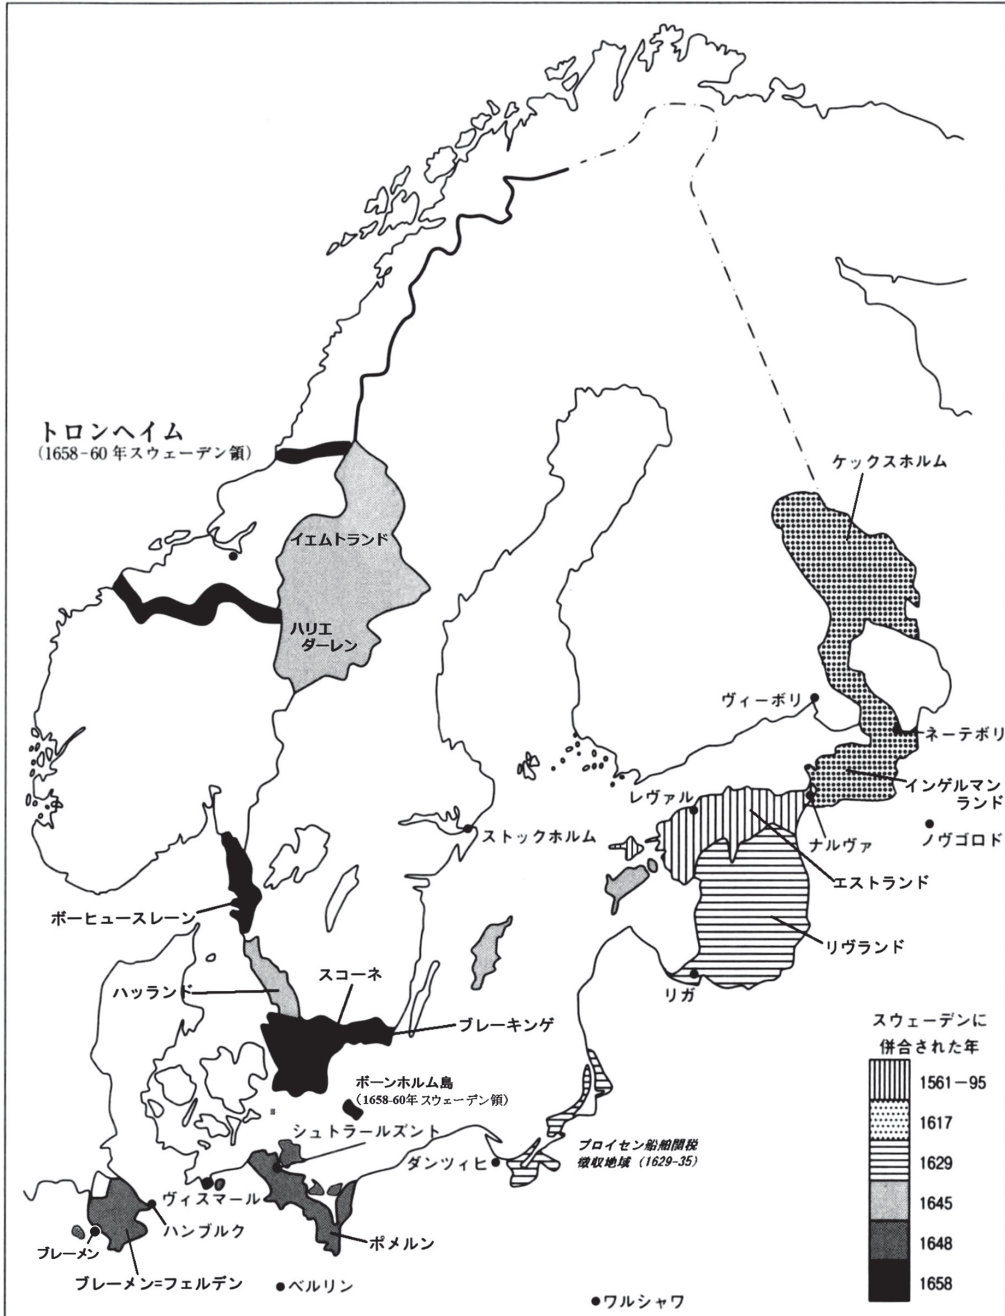 トロンヘイム
(1658-60年スウェーデン領)
ケックスホルム
イエムトランド
ハリエ
ダーレン
ヴィーボリ
ネーテボリ
インゲルマン
ランド
レヴァル
ストックホルム
ナルヴァ
ノヴゴロド
エストランド
ボーヒュースレーン
リヴランド
スコーネ
ハッランド
リガ
ブレーキンゲ
スウェーデンに
併合された年
1561-95
1617
1629
1645
1648
1658
ボーンホルム島
(1658-60年スウェーデン領)
シュトラールズント
プロイセン船舶関税
徴収地域 (1629-35)
ダンツィヒ
ヴィスマール
ハンブルク
ブレーメン
ポメルン
ブレーメン=フェルデン
ベルリン
ワルシャワ